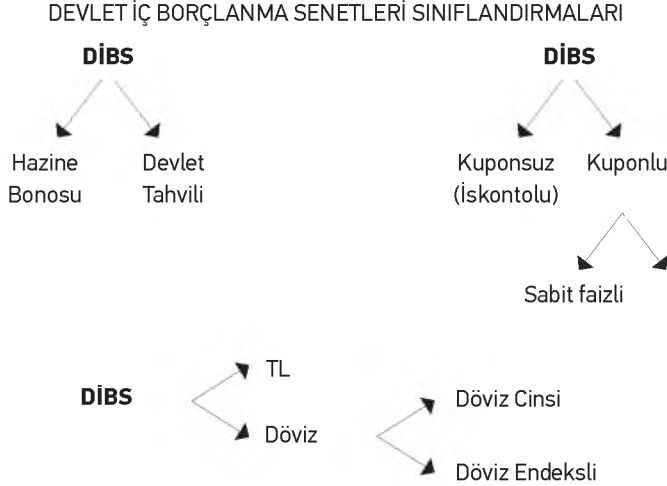 DEVLET İÇ BORÇLANMA SENETLERİ SINIFLANDIRMALARI
DİBS
Hazine
Bonosu
Devlet
Tahvili
DİBS
Kuponsuz
(İskontolu)
Kuponlu
Sabit faizli
DİBS
TL
Döviz
Döviz Cinsi
Döviz Endeksli